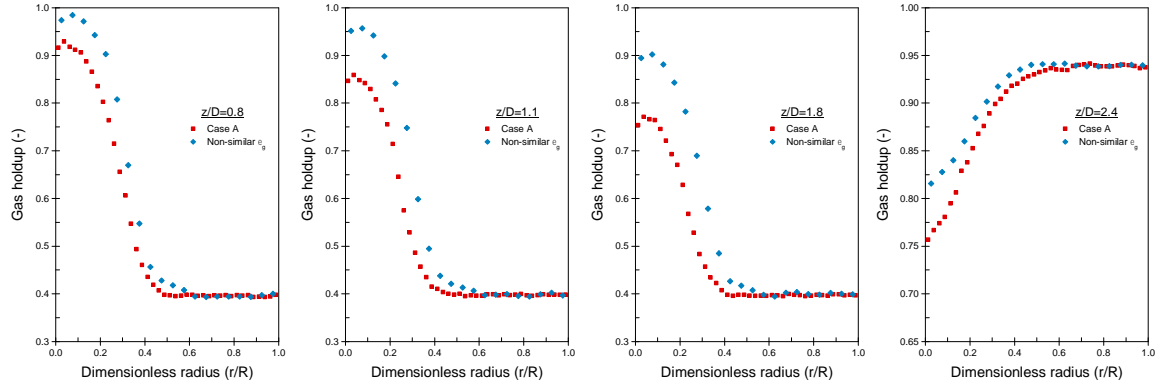 1.0
0.9
0.8
0.7
0.6
0.5
0.4
0.3
Gas holdup (-)
z/D=0.8
Case A
Non-similar ε_g
0.0 0.2 0.4 0.6 0.8 1.0
Dimensionless radius (r/R)
1.0
0.9
0.8
0.7
0.6
0.5
0.4
0.3
Gas holdup (-)
z/D=1.1
Case A
Non-similar ε_g
0.0 0.2 0.4 0.6 0.8 1.0
Dimensionless radius (r/R)
1.0
0.9
0.8
0.7
0.6
0.5
0.4
0.3
Gas holduo (-)
z/D=1.8
Case A
Non-similar ε_g
0.0 0.2 0.4 0.6 0.8 1.0
Dimensionless radius (r/R)
1.00
0.95
0.90
0.85
0.80
0.75
0.70
0.65
Gas holdup (-)
z/D=2.4
Case A
Non-similar ε_g
0.0 0.2 0.4 0.6 0.8 1.0
Dimensionless radius (r/R)